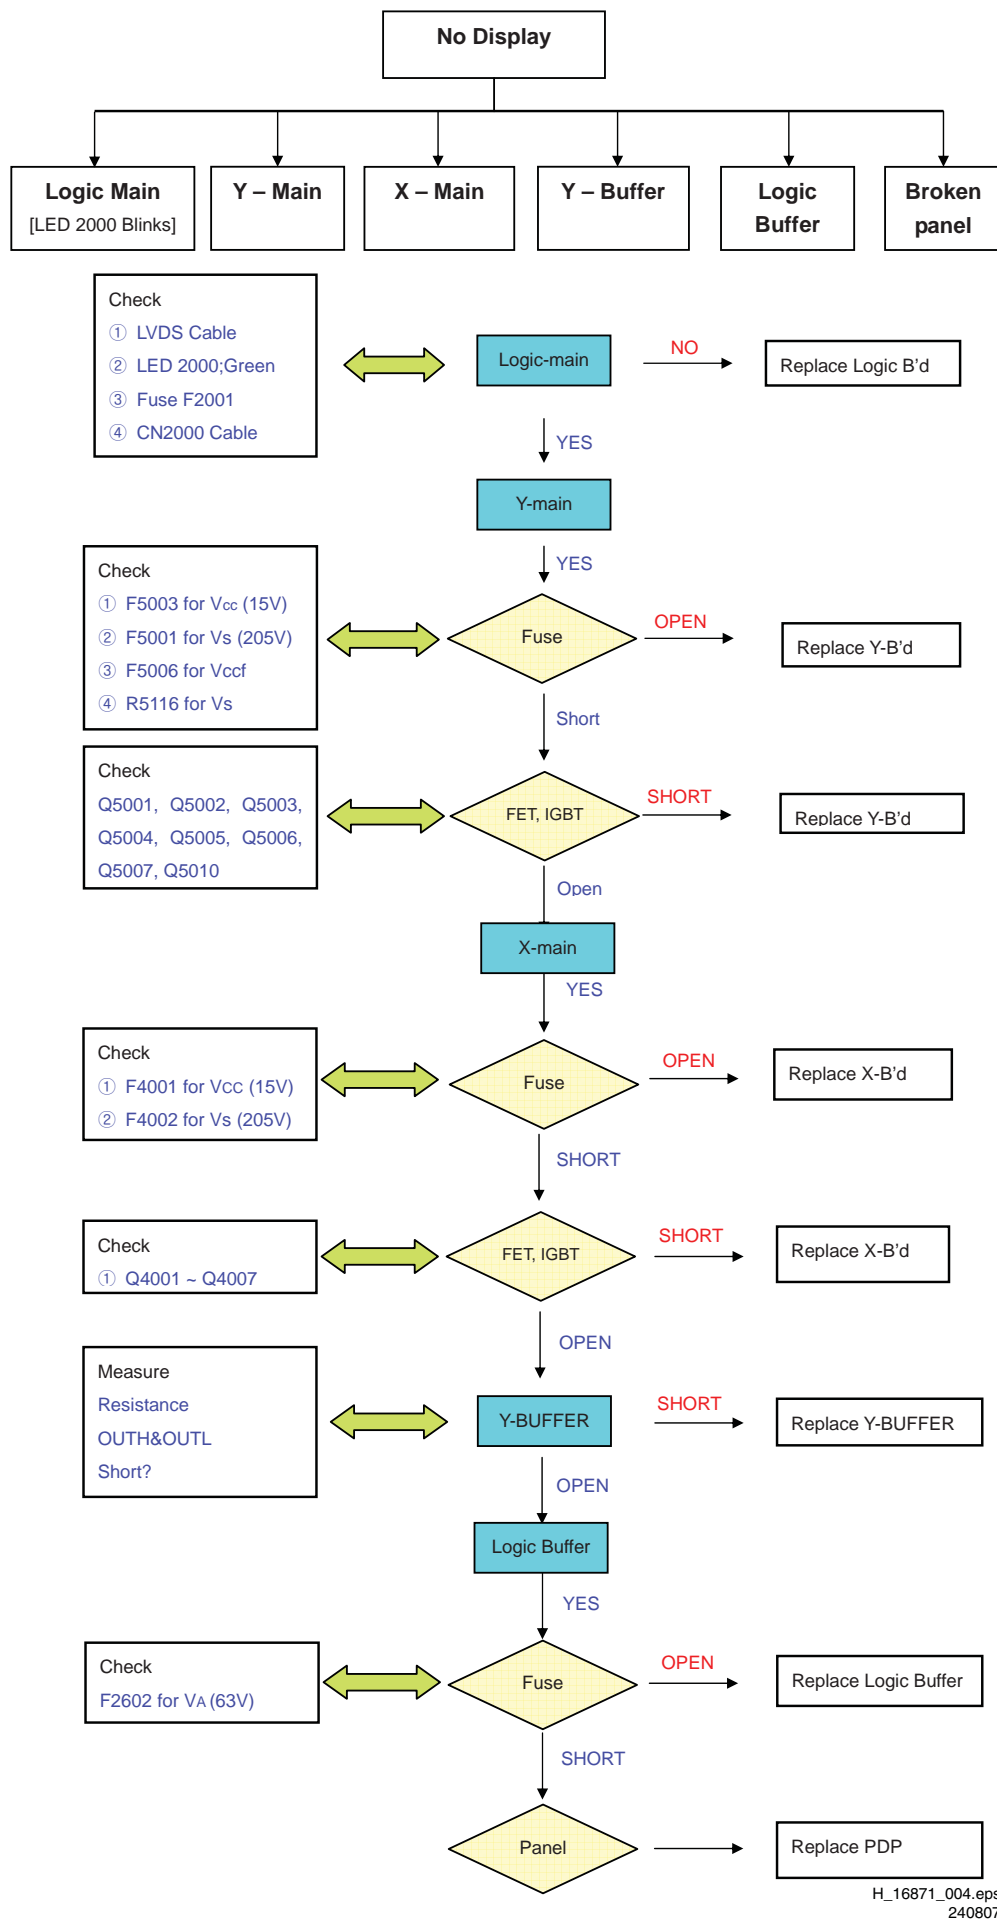 No Display
Logic Main
[LED 2000 Blinks]
Y – Main
X – Main
Y – Buffer
Logic
Buffer
Broken
panel
Check
① LVDS Cable
② LED 2000;Green
③ Fuse F2001
④ CN2000 Cable
Logic-main
NO
Replace Logic B'd
YES
Y-main
YES
Check
① F5003 for Vcc (15V)
② F5001 for Vs (205V)
③ F5006 for Vccf
④ R5116 for Vs
Fuse
OPEN
Replace Y-B'd
Short
Check
Q5001, Q5002, Q5003,
Q5004, Q5005, Q5006,
Q5007, Q5010
FET, IGBT
SHORT
Replace Y-B'd
Open
X-main
YES
Check
① F4001 for VCC (15V)
② F4002 for Vs (205V)
Fuse
OPEN
Replace X-B'd
SHORT
Check
① Q4001 ~ Q4007
FET, IGBT
SHORT
Replace X-B'd
OPEN
Measure
Resistance
OUTH&OUTL
Short?
Y-BUFFER
SHORT
Replace Y-BUFFER
OPEN
Logic Buffer
YES
Check
F2602 for VA (63V)
Fuse
OPEN
Replace Logic Buffer
SHORT
Panel
Replace PDP
H_16871_004.eps
240807